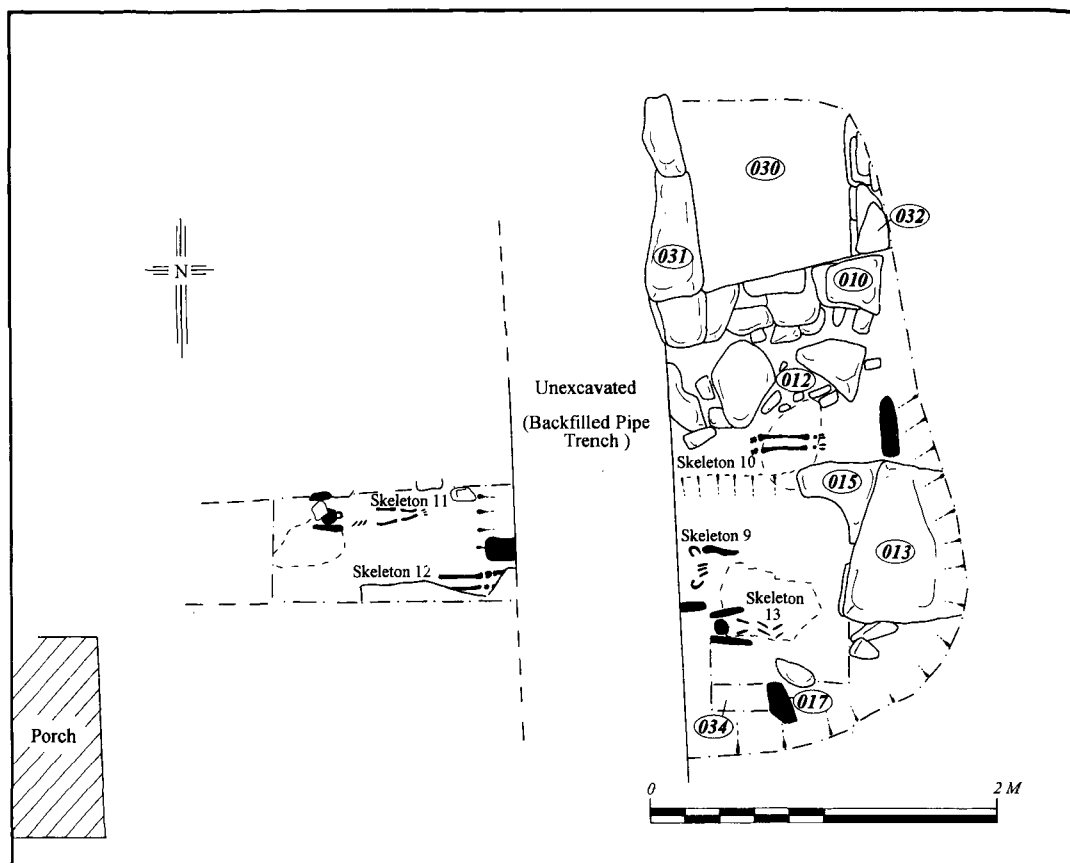 030
032
N
031
010
Unexcavated
(Backfilled Pipe
Trench )
012
Skeleton 10
015
Skeleton 11
Skeleton 9
013
Skeleton 12
Skeleton
13
017
034
Porch
0
2 M